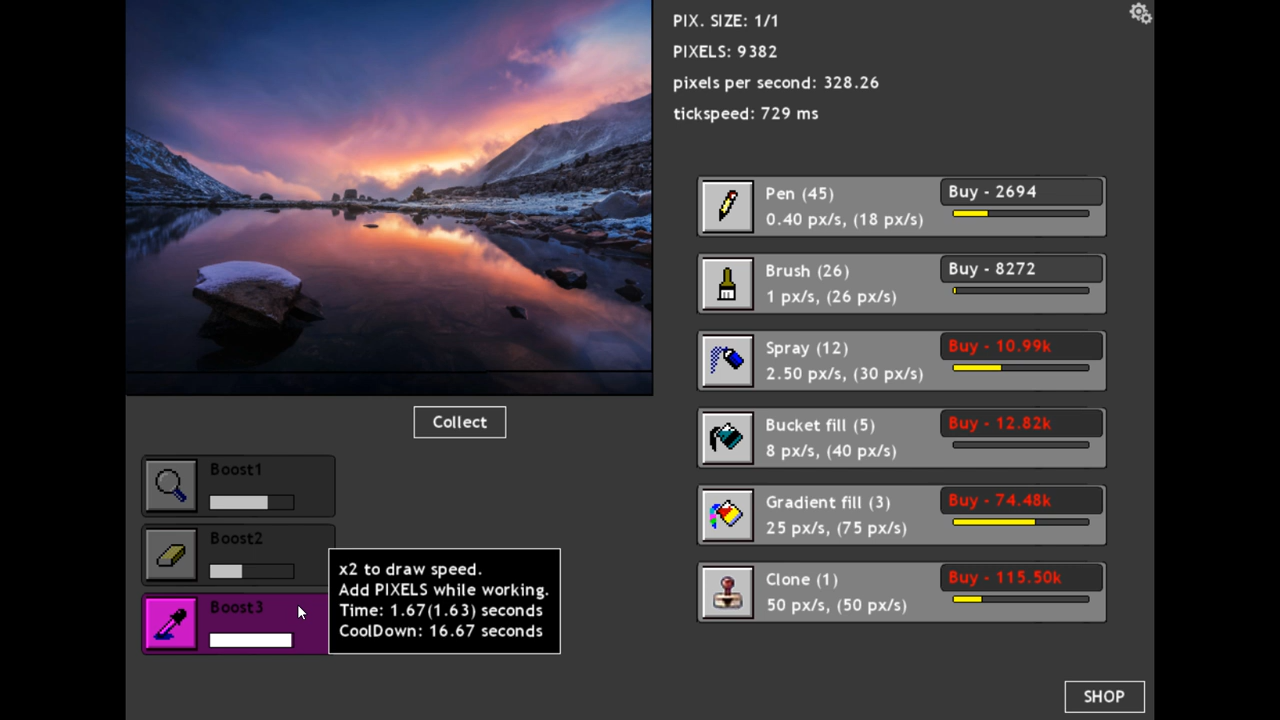 PIX. SIZE: 1/1
PIXELS: 9382
pixels per second: 328.26
tickspeed: 729 ms
Pen (45)
0.40 px/s, (18 px/s)
Buy - 2694
Brush (26)
1 px/s, (26 px/s)
Buy - 8272
Spray (12)
2.50 px/s, (30 px/s)
Buy - 10.99k
Bucket fill (5)
8 px/s, (40 px/s)
Buy - 12.82k
Gradient fill (3)
25 px/s, (75 px/s)
Buy - 74.48k
Clone (1)
50 px/s, (50 px/s)
Buy - 115.50k
Collect
Boost1
Boost2
Boost3
x2 to draw speed.
Add PIXELS while working.
Time: 1.67(1.63) seconds
CoolDown: 16.67 seconds
SHOP